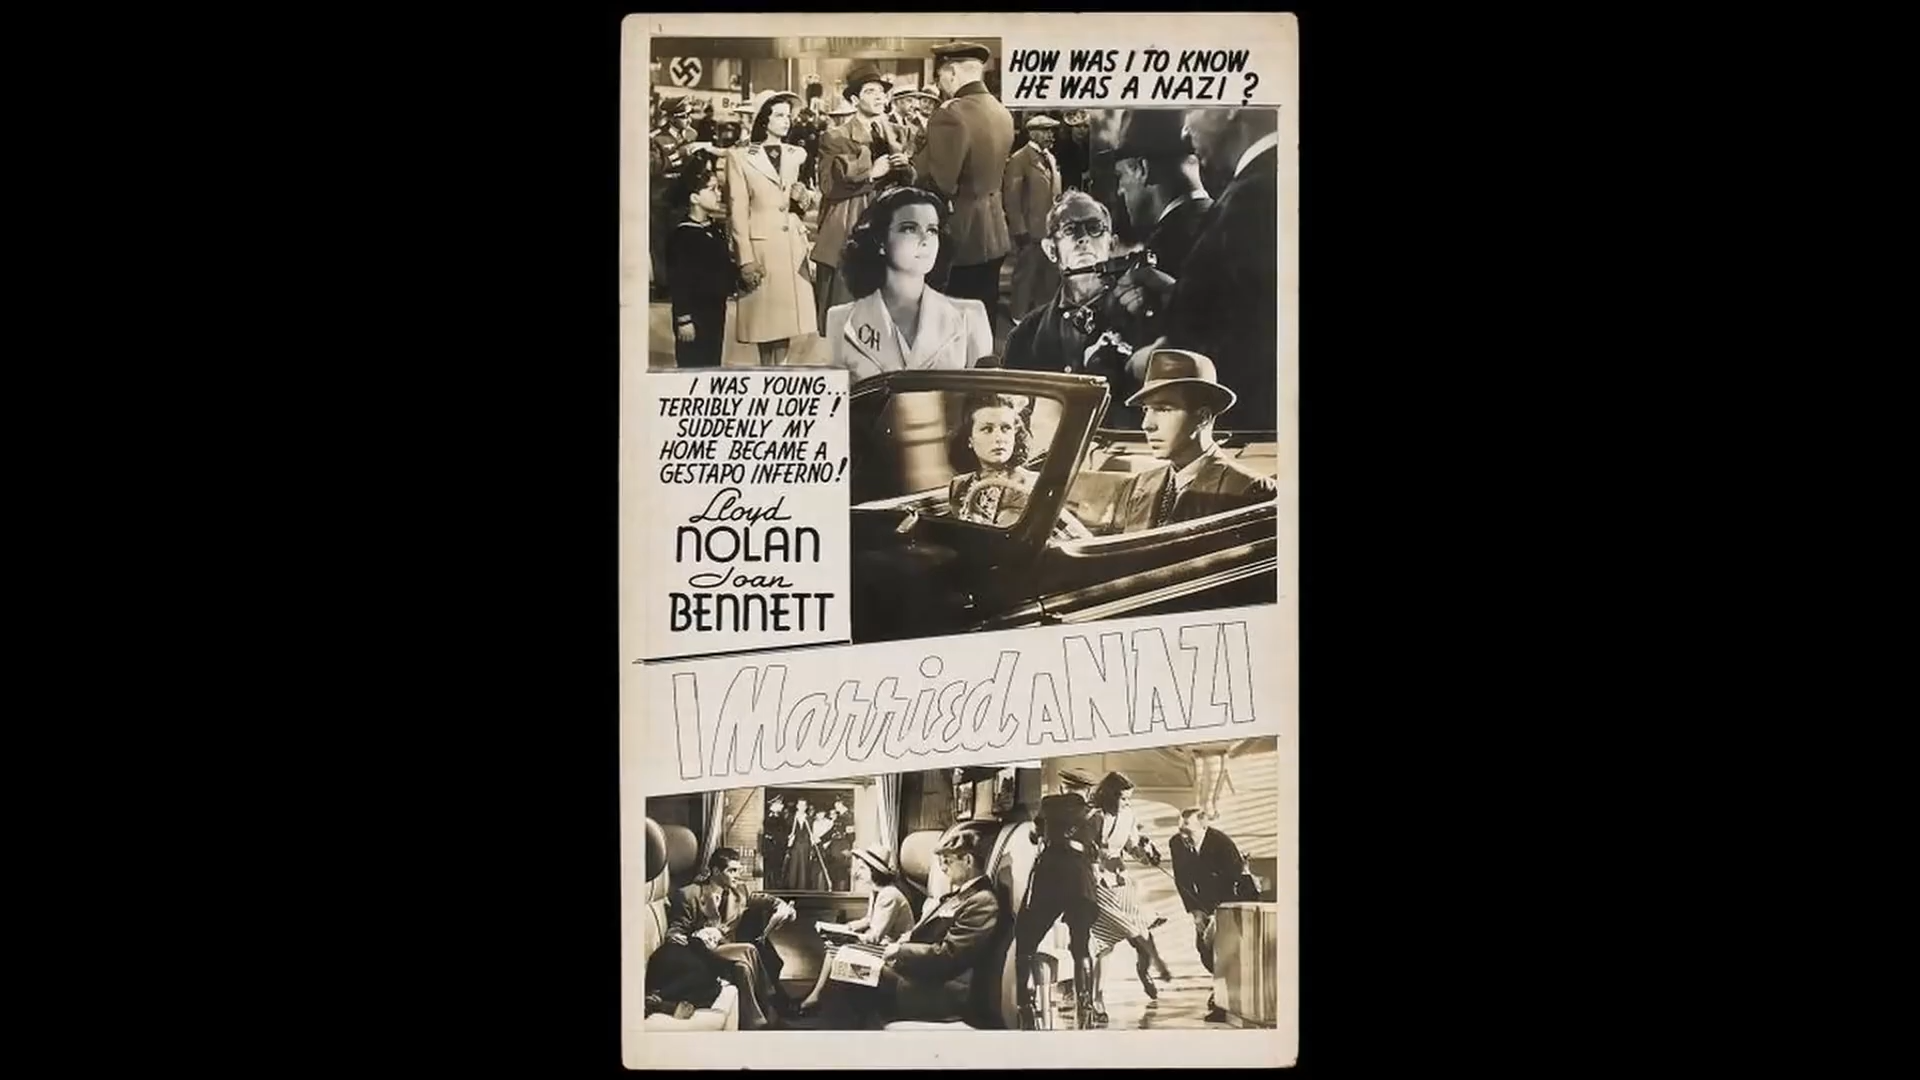 HOW WAS I TO KNOW
HE WAS A NAZI ?
CH
I WAS YOUNG...
TERRIBLY IN LOVE !
SUDDENLY MY
HOME BECAME A
GESTAPO INFERNO !
Lloyd
NOLAN
Joan
BENNETT
I Married A NAZI